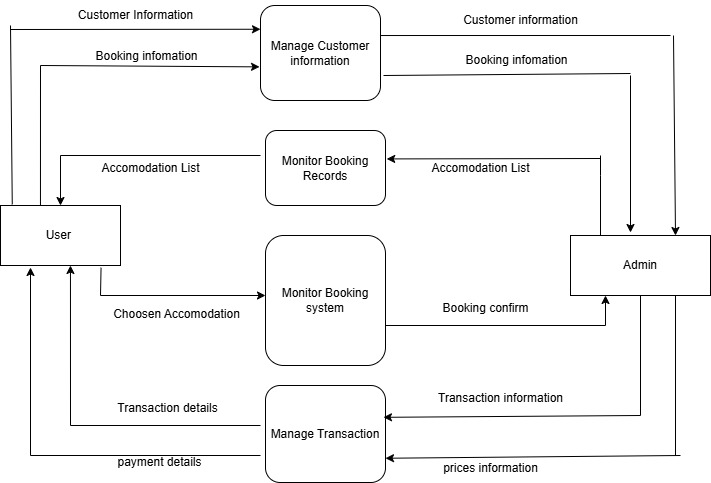 Customer Information
Customer information
Manage Customer
information
Booking infomation
Booking infomation
Monitor Booking
Records
Accomodation List
Accomodation List
User
Admin
Monitor Booking
system
Choosen Accomodation
Booking confirm
Transaction details
Transaction information
Manage Transaction
payment details
prices information